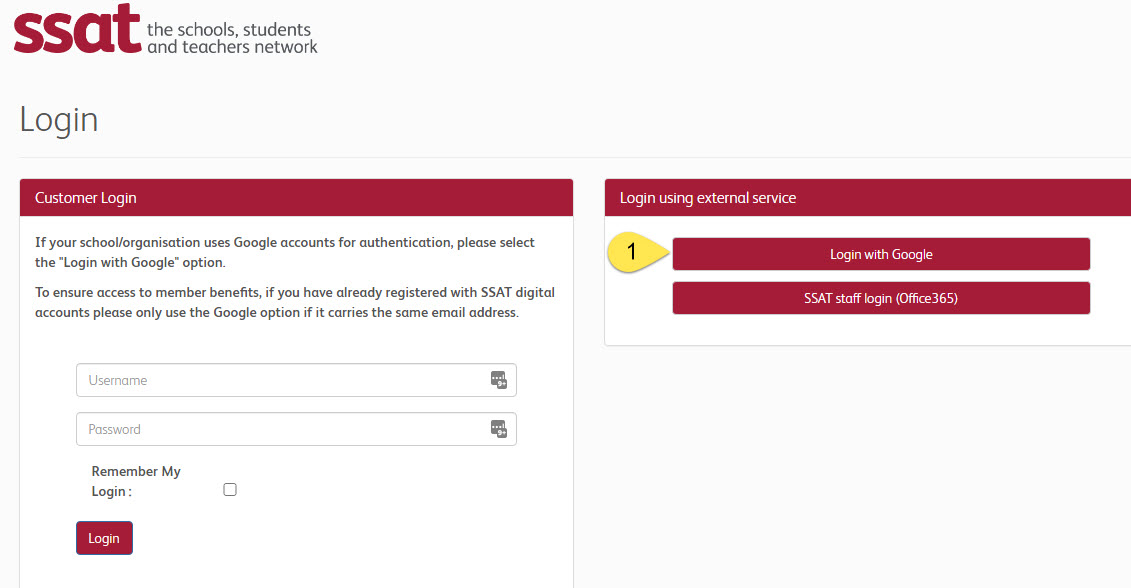 ssat the schools, students
and teachers network
Login
Customer Login
If your school/organisation uses Google accounts for authentication, please select
the "Login with Google" option.
To ensure access to member benefits, if you have already registered with SSAT digital
accounts please only use the Google option if it carries the same email address.
Username
Password
Remember My
Login :
Login
Login using external service
1
Login with Google
SSAT staff login (Office365)